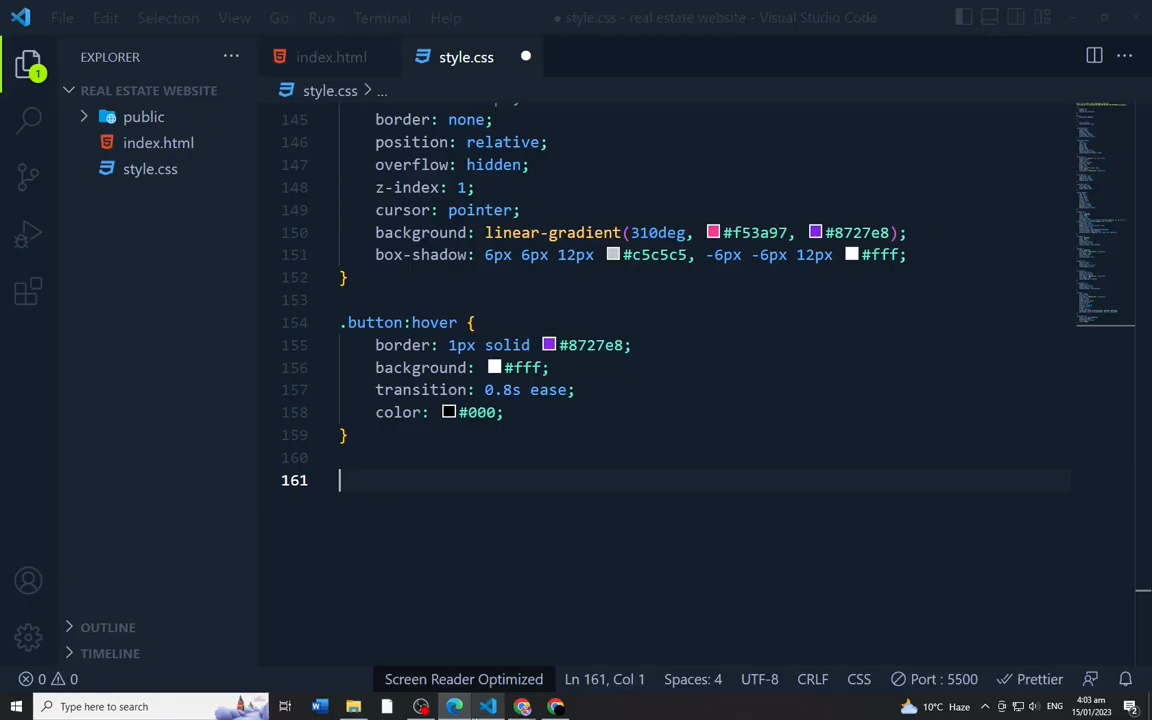 File Edit Selection View Go Run Terminal Help
● style.css - real estate website - Visual Studio Code
EXPLORER
index.html
style.css
1
REAL ESTATE WEBSITE
style.css > ...
public
index.html
style.css
145 border: none;
146 position: relative;
147 overflow: hidden;
148 z-index: 1;
149 cursor: pointer;
150 background: linear-gradient(310deg, #f53a97, #8727e8);
151 box-shadow: 6px 6px 12px #c5c5c5, -6px -6px 12px #fff;
152 }
153
154 .button:hover {
155 border: 1px solid #8727e8;
156 background: #fff;
157 transition: 0.8s ease;
158 color: #000;
159 }
160
161
OUTLINE
TIMELINE
0 0 Screen Reader Optimized Ln 161, Col 1 Spaces: 4 UTF-8 CRLF CSS Port : 5500 Prettier
Type here to search
10°C Haze ENG
4:03 am
15/01/2023
2